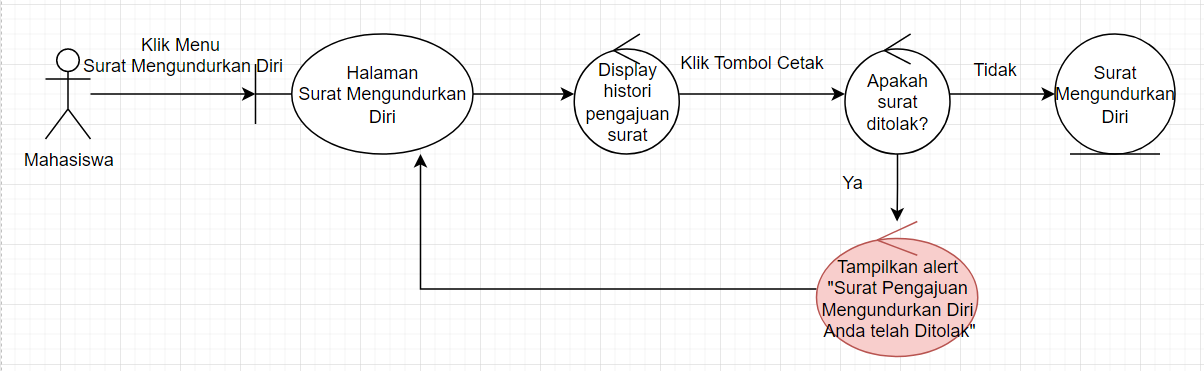 Klik Menu
Surat Mengundurkan Diri
Mahasiswa
Halaman
Surat Mengundurkan
Diri
Display
histori
pengajuan
surat
Klik Tombol Cetak
Apakah
surat
ditolak?
Tidak
Surat
Mengundurkan
Diri
Ya
Tampilkan alert
"Surat Pengajuan
Mengundurkan Diri
Anda telah Ditolak"